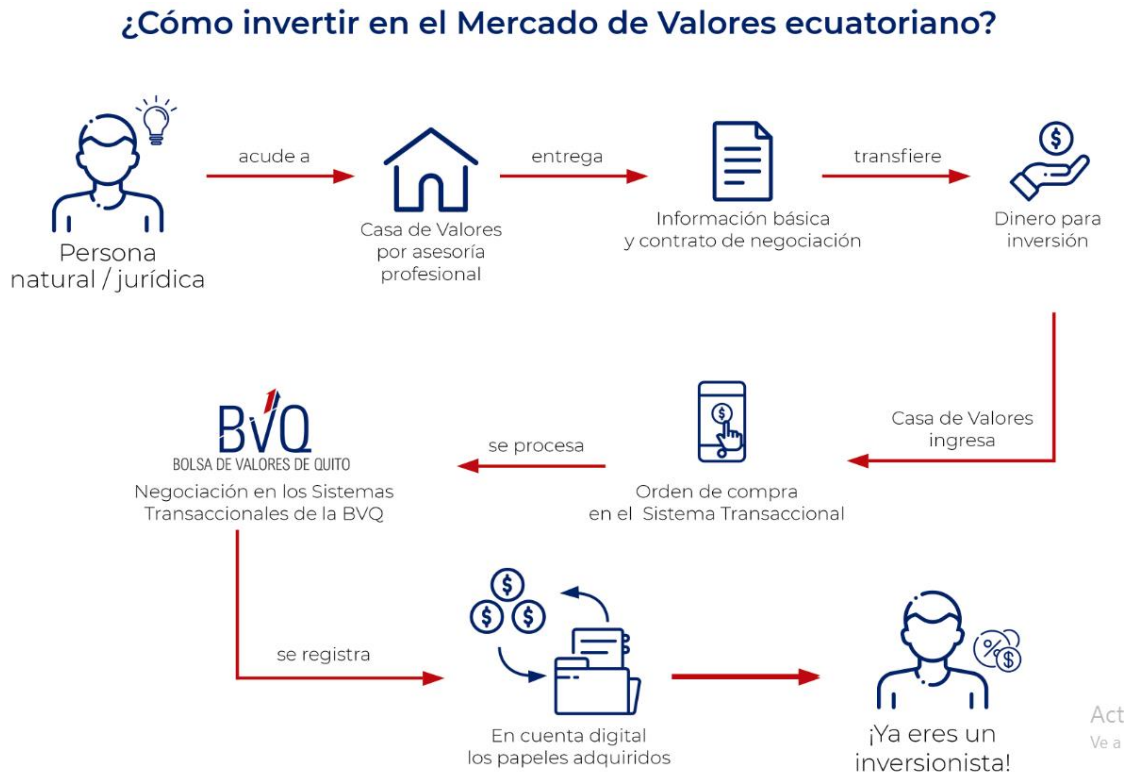 ¿Cómo invertir en el Mercado de Valores ecuatoriano?
acude a
entrega
transfiere
Persona
natural / jurídica
Casa de Valores
por asesoría
profesional
Información básica
y contrato de negociación
Dinero para
inversión
Casa de Valores
ingresa
Orden de compra
en el Sistema Transaccional
se procesa
BVQ
BOLSA DE VALORES DE QUITO
Negociación en los Sistemas
Transaccionales de la BVQ
se registra
En cuenta digital
los papeles adquiridos
¡Ya eres un
inversionista!
Act
Ve a